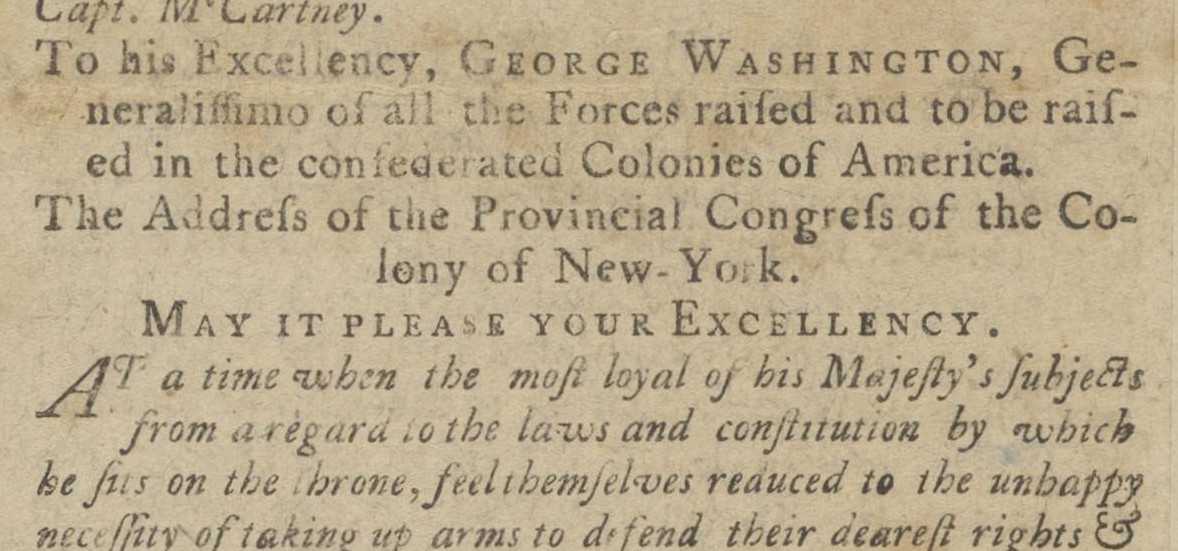 Capt. McCartney.
To his Excellency, GEORGE WASHINGTON, Ge-
neraliſſimo of all the Forces raiſed and to be raiſ-
ed in the confederated Colonies of America.
The Addreſs of the Provincial Congreſs of the Co-
lony of New-York.
MAY IT PLEASE YOUR EXCELLENCY.
AT a time when the moſt loyal of his Majeſty's ſubjects
from a regard to the laws and conſtitution by which
he ſits on the throne, feel themſelves reduced to the unhappy
neceſſity of taking up arms to defend their deareſt rights &